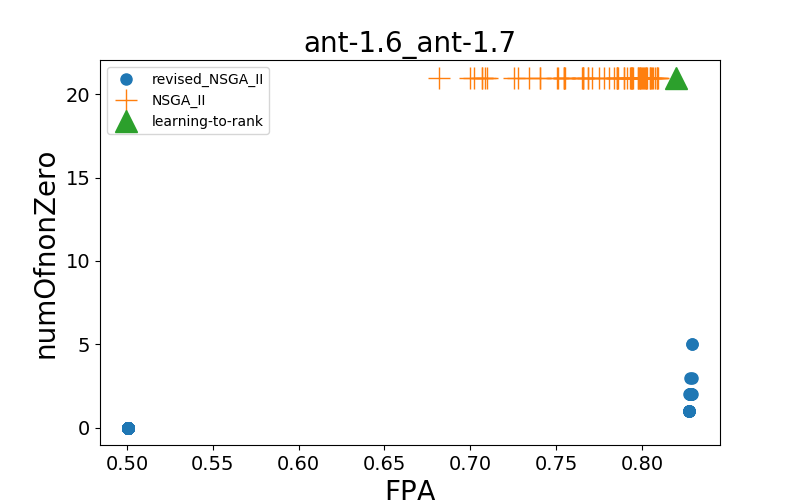 ant-1.6_ant-1.7
revised_NSGA_II
NSGA_II
learning-to-rank
numOfnonZero
20
15
10
5
0
0.50 0.55 0.60 0.65 0.70 0.75 0.80
FPA